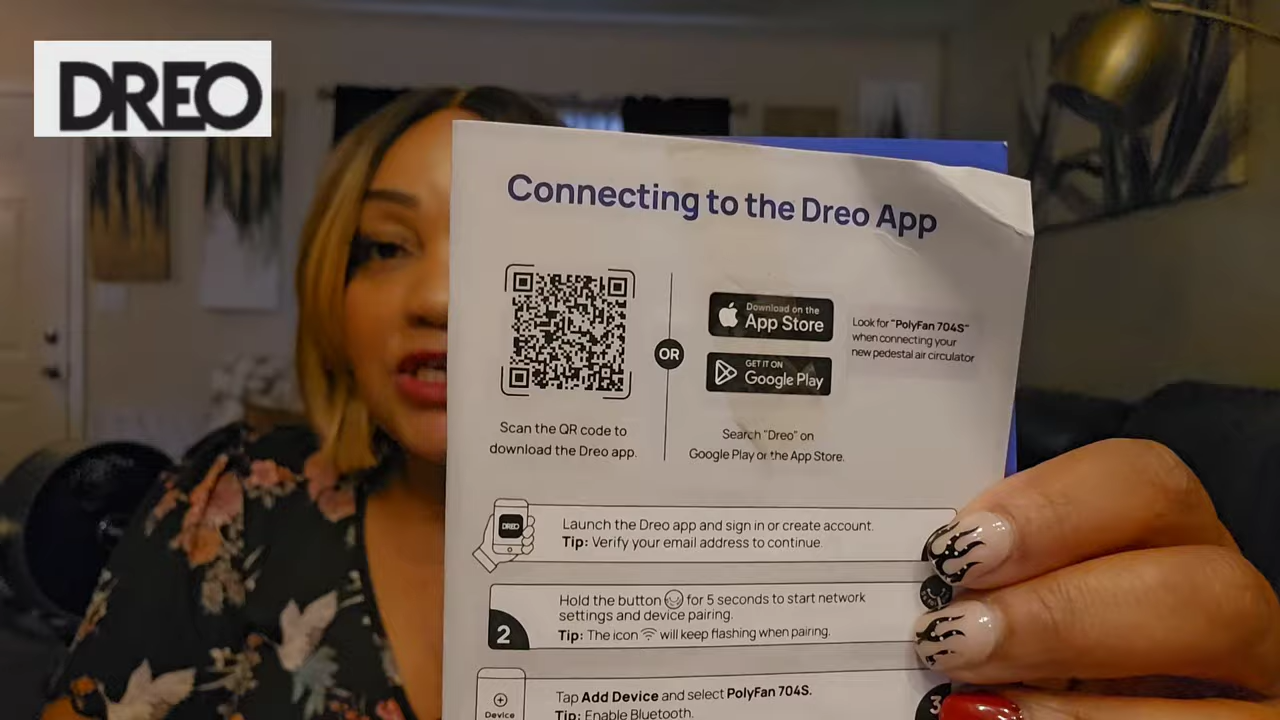 DREO
Connecting to the Dreo App
Scan the QR code to
download the Dreo app.
OR
Download on the
App Store
GET IT ON
Google Play
Search "Dreo" on
Google Play or the App Store.
Look for "PolyFan 704S"
when connecting your
new pedestal air circulator
DREO
Launch the Dreo app and sign in or create account.
Tip: Verify your email address to continue.
2
Hold the button for 5 seconds to start network
settings and device pairing.
Tip: The icon will keep flashing when pairing.
Device
Tap Add Device and select PolyFan 704S.
Tip: Enable Bluetooth.
3